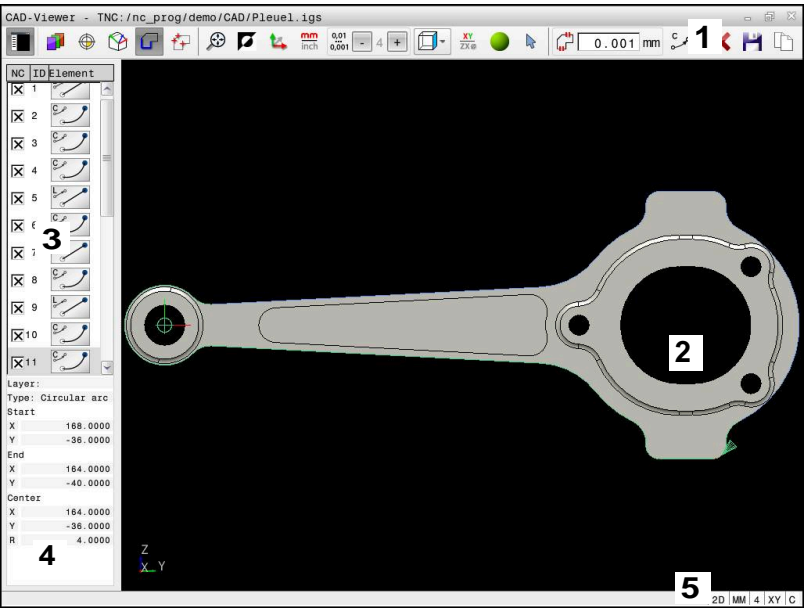 CAD-Viewer - TNC:/nc_prog/demo/CAD/Pleuel.igs
mm inch 0,01 0,001 - 4 + XY ZX 0.001 mm C 1
NC ID Element
1
2 C
3 C
4 C
5 L
6 C
3
7
8 C
9 L
10 C
11 C
Layer:
Type: Circular arc
Start
X 168.0000
Y -36.0000
End
X 164.0000
Y -40.0000
Center
X 164.0000
Y -36.0000
R 4.0000
4
2
Z
X Y
5
2D MM 4 XY C